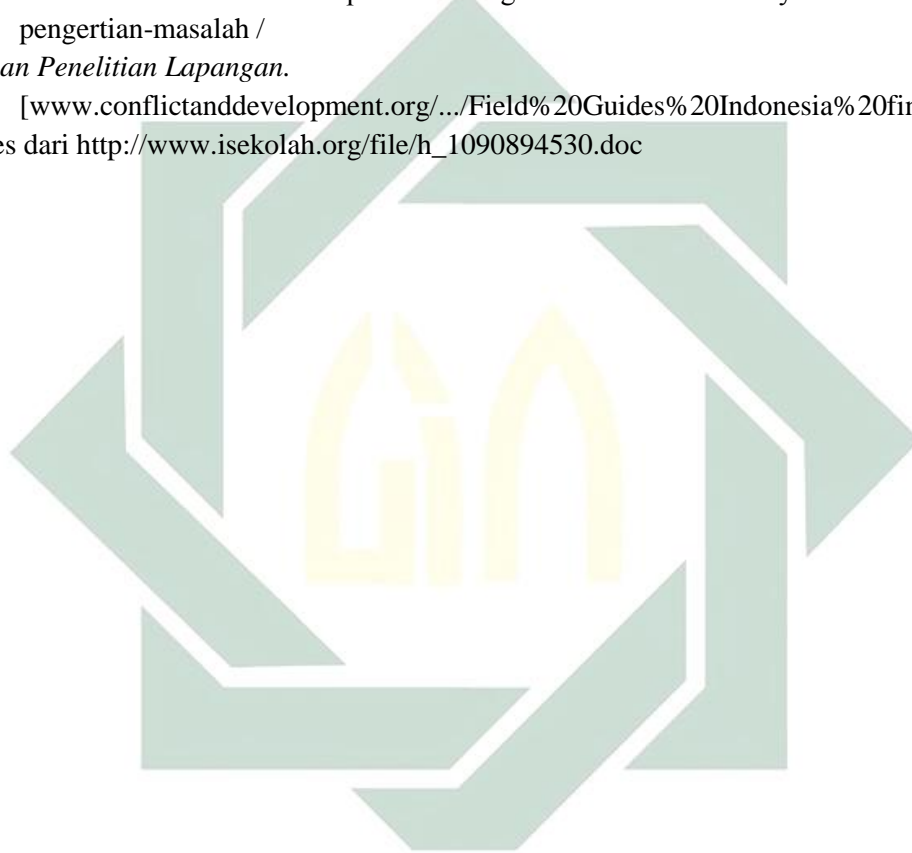 pengertian-masalah /
an Penelitian Lapangan.
[www.conflictanddevelopment.org/.../Field%20Guides%20Indonesia%20fin
es dari http://www.isekolah.org/file/h_1090894530.doc